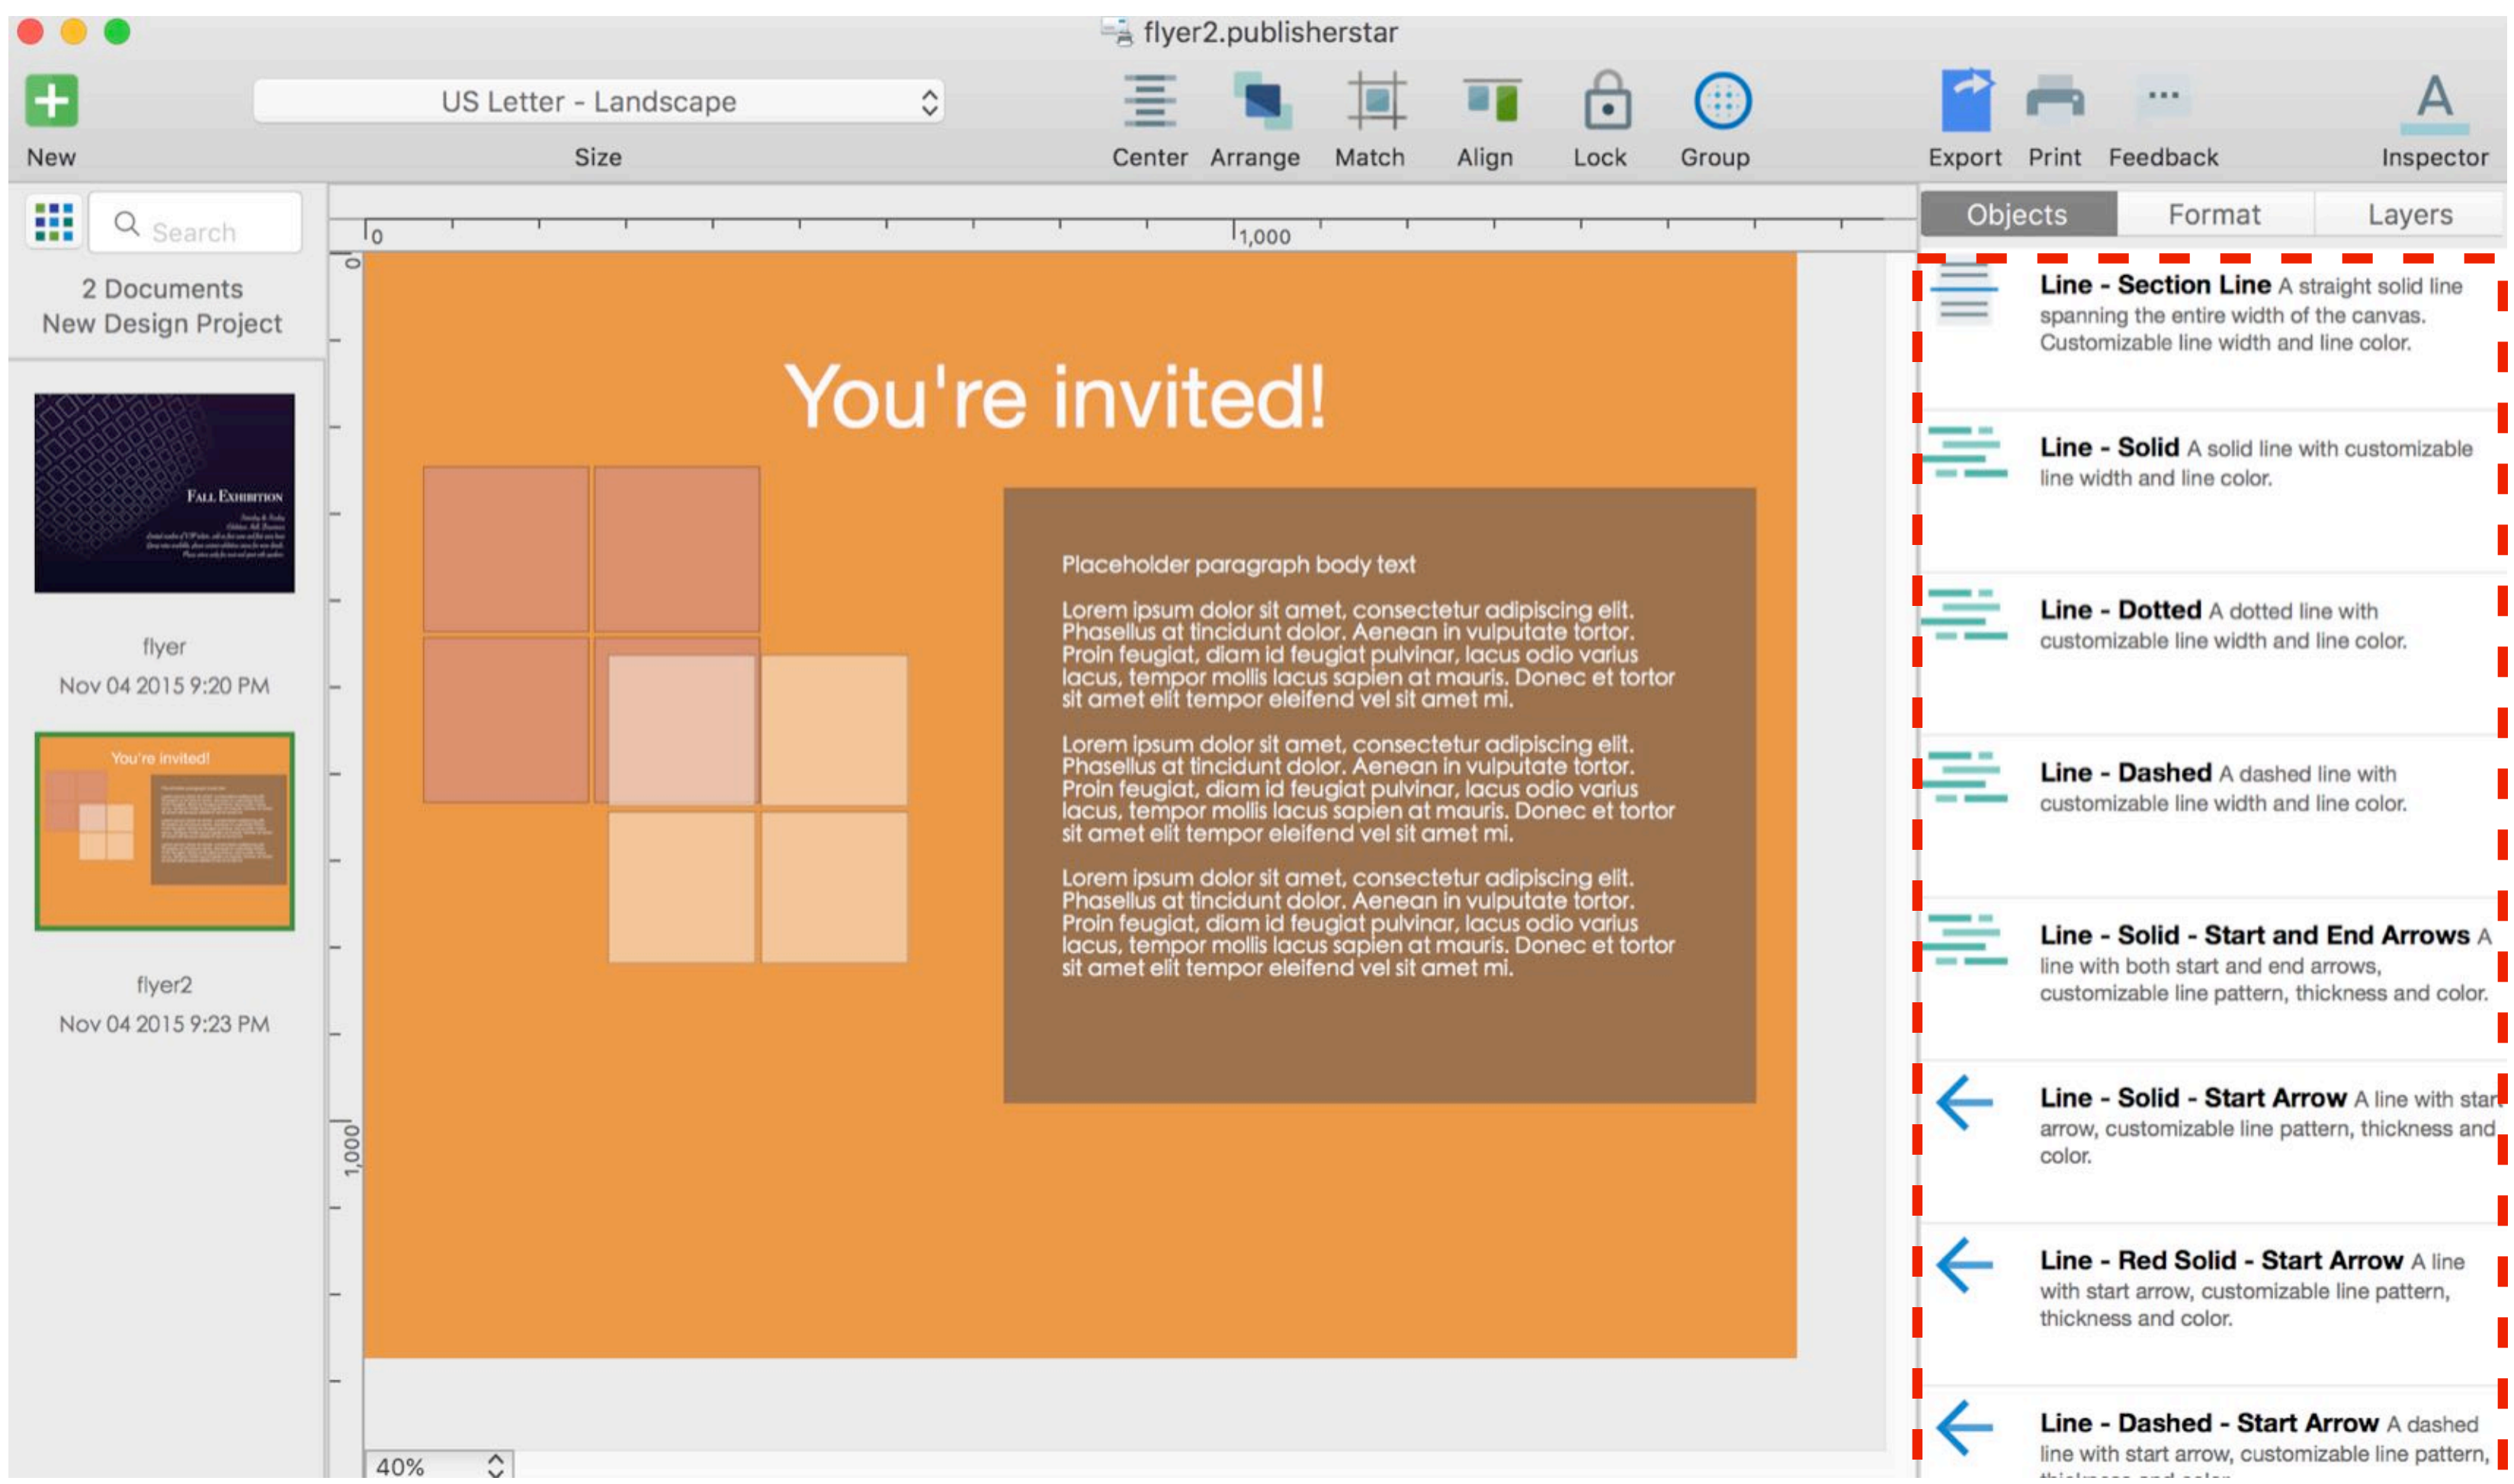 flyer2.publisherstar
US Letter - Landscape
New
Size
Center
Arrange
Match
Align
Lock
Group
Export
Print
Feedback
Inspector
Search
2 Documents
New Design Project
FALL EXHIBITION
flyer
Nov 04 2015 9:20 PM
You're invited!
flyer2
Nov 04 2015 9:23 PM
0
1,000
0
1,000
You're invited!
Placeholder paragraph body text
Lorem ipsum dolor sit amet, consectetur adipiscing elit.
Phasellus at tincidunt dolor. Aenean in vulputate tortor.
Proin feugiat, diam id feugiat pulvinar, lacus odio varius
lacus, tempor mollis lacus sapien at mauris. Donec et tortor
sit amet elit tempor eleifend vel sit amet mi.
Lorem ipsum dolor sit amet, consectetur adipiscing elit.
Phasellus at tincidunt dolor. Aenean in vulputate tortor.
Proin feugiat, diam id feugiat pulvinar, lacus odio varius
lacus, tempor mollis lacus sapien at mauris. Donec et tortor
sit amet elit tempor eleifend vel sit amet mi.
Lorem ipsum dolor sit amet, consectetur adipiscing elit.
Phasellus at tincidunt dolor. Aenean in vulputate tortor.
Proin feugiat, diam id feugiat pulvinar, lacus odio varius
lacus, tempor mollis lacus sapien at mauris. Donec et tortor
sit amet elit tempor eleifend vel sit amet mi.
40%
Objects
Format
Layers
Line - Section Line A straight solid line
spanning the entire width of the canvas.
Customizable line width and line color.
Line - Solid A solid line with customizable
line width and line color.
Line - Dotted A dotted line with
customizable line width and line color.
Line - Dashed A dashed line with
customizable line width and line color.
Line - Solid - Start and End Arrows A
line with both start and end arrows,
customizable line pattern, thickness and color.
Line - Solid - Start Arrow A line with start
arrow, customizable line pattern, thickness and
color.
Line - Red Solid - Start Arrow A line
with start arrow, customizable line pattern,
thickness and color.
Line - Dashed - Start Arrow A dashed
line with start arrow, customizable line pattern,